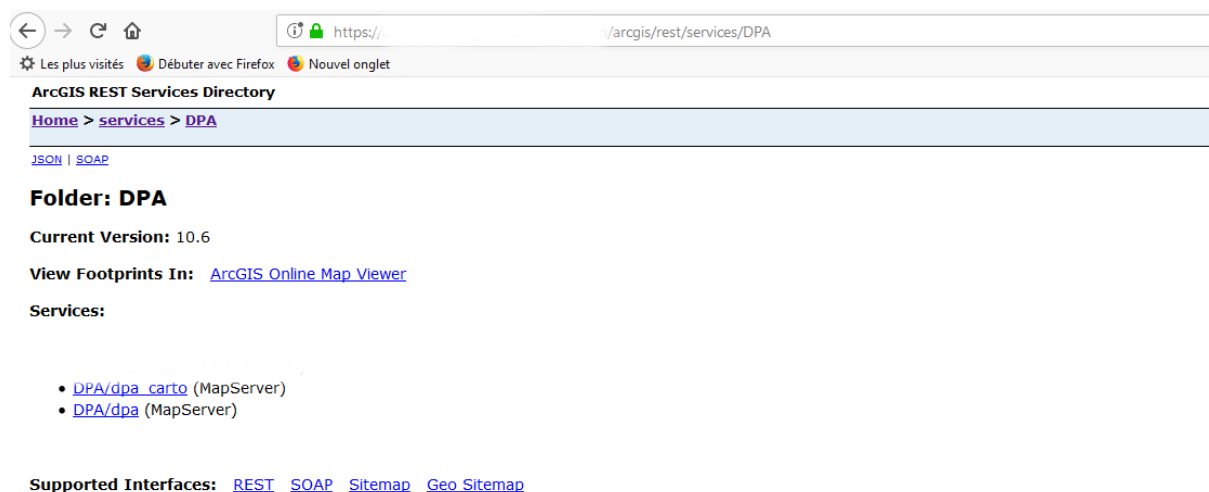 https:// /arcgis/rest/services/DPA
Les plus visités Débuter avec Firefox Nouvel onglet
ArcGIS REST Services Directory
Home > services > DPA
JSON | SOAP
Folder: DPA
Current Version: 10.6
View Footprints In: ArcGIS Online Map Viewer
Services:
• DPA/dpa_carto (MapServer)
• DPA/dpa (MapServer)
Supported Interfaces: REST SOAP Sitemap Geo Sitemap